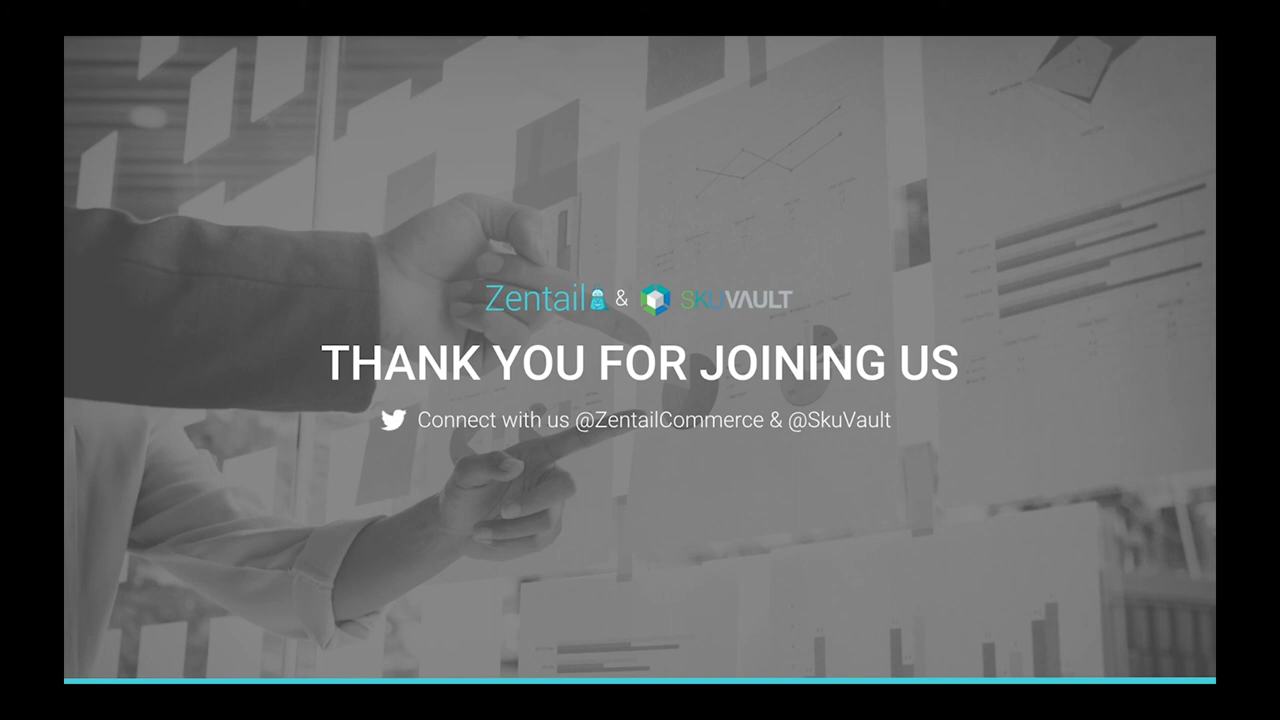 Zentail & SKUVAULT
THANK YOU FOR JOINING US
Connect with us @ZentailCommerce & @SkuVault